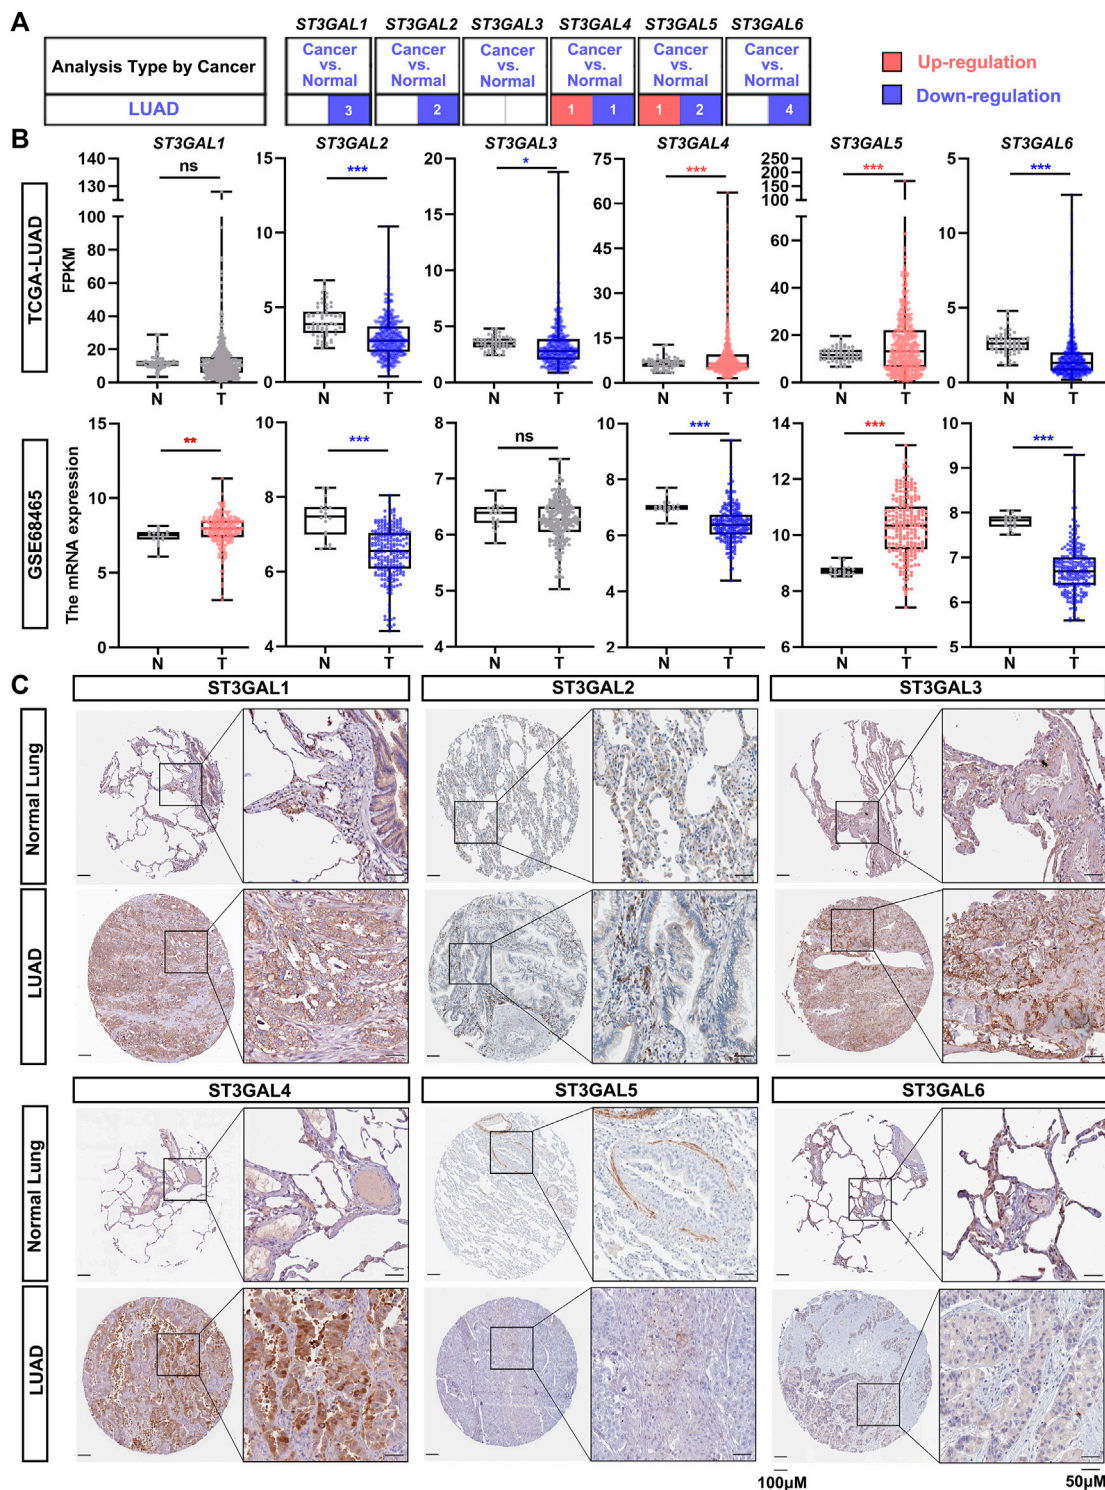 A
ST3GAL1 ST3GAL2 ST3GAL3 ST3GAL4 ST3GAL5 ST3GAL6
Analysis Type by Cancer
Cancer vs. Normal Cancer vs. Normal Cancer vs. Normal Cancer vs. Normal Cancer vs. Normal Cancer vs. Normal
LUAD 3 2 1 1 1 2 4
Up-regulation
Down-regulation
B
TCGA-LUAD
FPKM
ST3GAL1
140
130
100
80
60
40
20
0
ns
N T
ST3GAL2
15
10
5
0
***
N T
ST3GAL3
20
15
10
5
0
*
N T
ST3GAL4
75
60
45
30
15
0
***
N T
ST3GAL5
250
200
150
100
60
40
20
0
***
N T
ST3GAL6
5
5
0
***
N T
GSE68465
The mRNA expression
15
10
5
0
**
N T
10
8
6
4
***
N T
8
7
6
5
4
ns
N T
10
8
6
4
2
***
N T
14
12
10
8
6
***
N T
10
9
8
7
6
5
***
N T
C
ST3GAL1 ST3GAL2 ST3GAL3
Normal Lung
LUAD
ST3GAL4 ST3GAL5 ST3GAL6
Normal Lung
LUAD
100μM 50μM